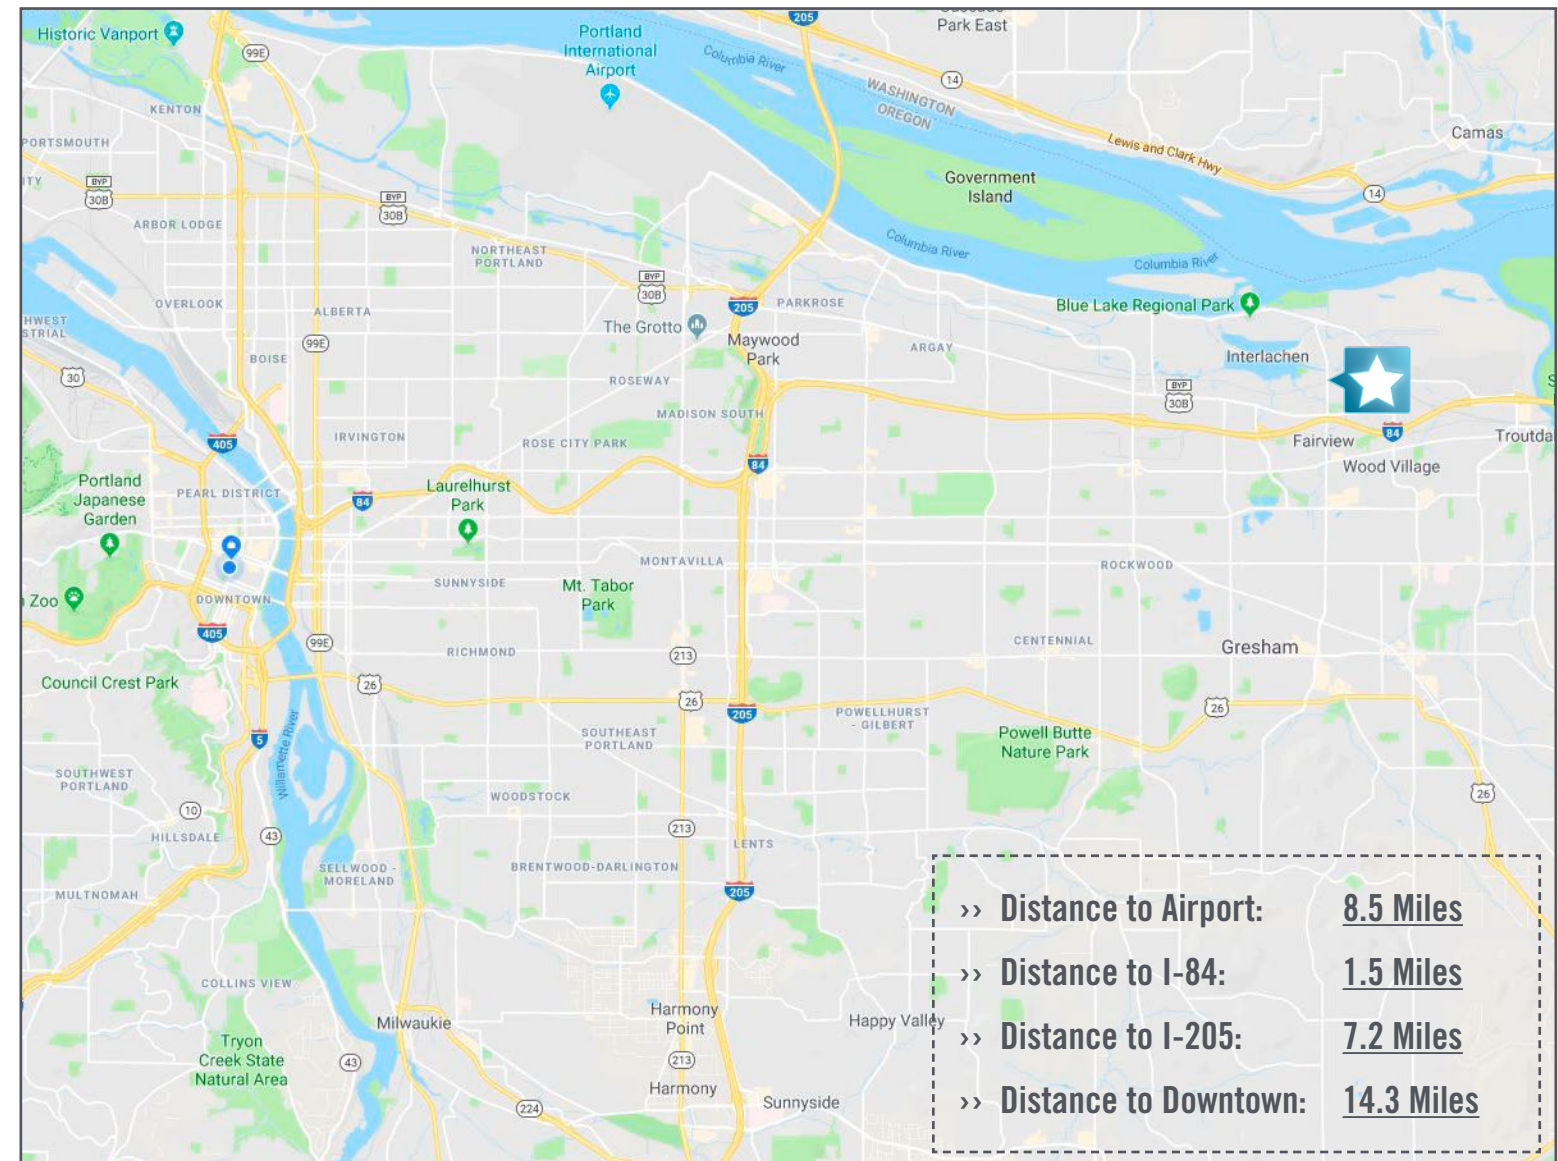 205
Park East
Historic Vanport
99E
Portland
International
Airport
Columbia River
14
WASHINGTON
OREGON
KENTON
Lewis and Clark Hwy
Camas
PORTSMOUTH
BYP
30B
BYP
30B
Government
Island
14
ARBOR LODGE
NORTHEAST
PORTLAND
Columbia River
Columbia River
BYP
30B
OVERLOOK
ALBERTA
205
PARKROSE
Blue Lake Regional Park
The Grotto
Maywood
Park
ARGAY
Interlachen
99E
BOISE
30
ROSEWAY
BYP
30B
MADISON SOUTH
405
IRVINGTON
ROSE CITY PARK
84
84
Fairview
Troutda
Wood Village
Portland
Japanese
Garden
PEARL DISTRICT
84
Laurelhurst
Park
MONTAVILLA
ROCKWOOD
SUNNYSIDE
Mt. Tabor
Park
Zoo
DOWNTOWN
405
99E
RICHMOND
213
CENTENNIAL
Gresham
Council Crest Park
26
26
205
POWELLHURST
- GILBERT
26
5
Willamette River
SOUTHEAST
PORTLAND
Powell Butte
Nature Park
SOUTHWEST
PORTLAND
WOODSTOCK
26
10
HILLSDALE
43
213
LENTS
SELLWOOD -
MORELAND
BRENTWOOD-DARLINGTON
MULTNOMAH
205
›› Distance to Airport: 8.5 Miles
›› Distance to I-84: 1.5 Miles
›› Distance to I-205: 7.2 Miles
›› Distance to Downtown: 14.3 Miles
COLLINS VIEW
Milwaukie
Harmony
Point
Happy Valley
Tryon
Creek State
Natural Area
43
213
Harmony
224
Sunnyside